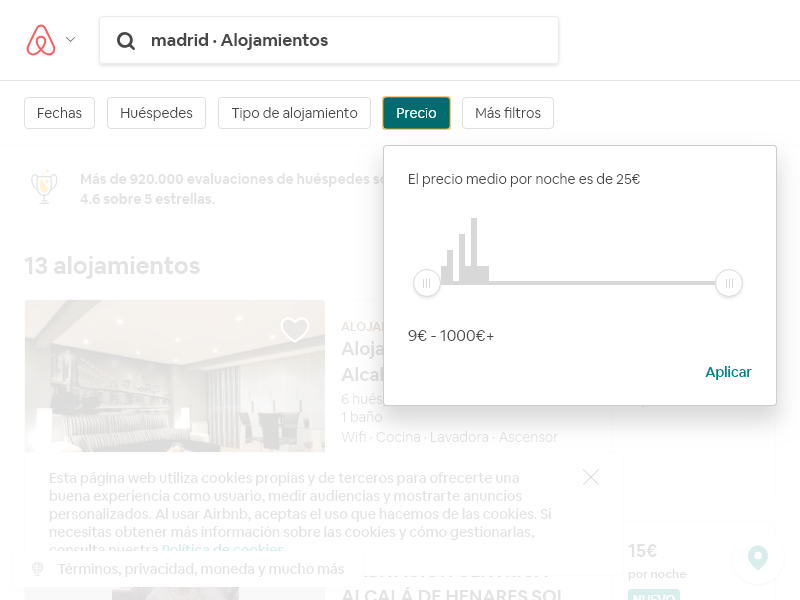 madrid · Alojamientos
Fechas
Huéspedes
Tipo de alojamiento
Precio
Más filtros
El precio medio por noche es de 25€
9€ - 1000€+
Aplicar
Más de 920.000 evaluaciones de huéspedes
4.6 sobre 5 estrellas.
13 alojamientos
6
1 baño
Wifi · Cocina · Lavadora · Ascensor
Esta página web utiliza cookies propias y de terceros para ofrecerte una
buena experiencia como usuario, medir audiencias y mostrarte anuncios
personalizados. Al usar Airbnb, aceptas el uso que hacemos de las cookies. Si
necesitas obtener más información sobre las cookies y cómo gestionarlas,
consulta nuestra Política de cookies
Términos, privacidad, moneda y mucho más
ALCALÁ DE HENARES SOL
15€
por noche
NUEVO